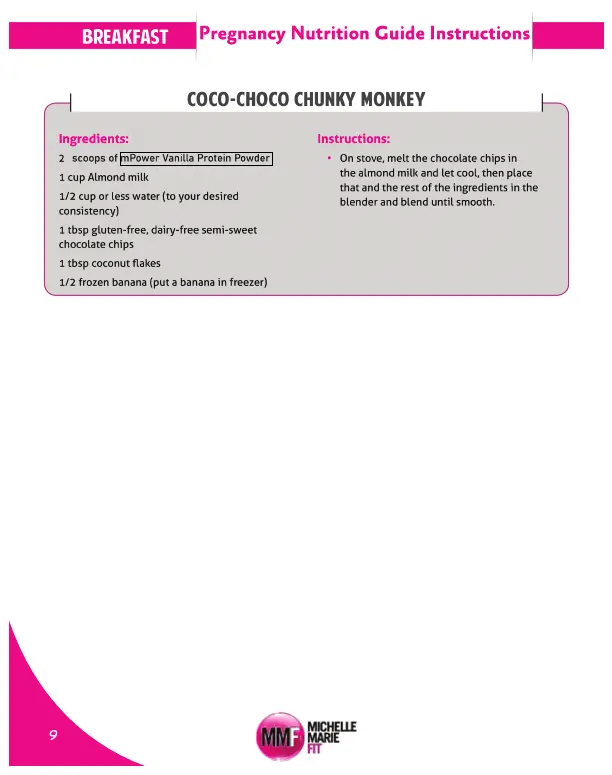 BREAKFAST
Pregnancy Nutrition Guide Instructions
COCO-CHOCO CHUNKY MONKEY
Ingredients:
2 scoops of mPower Vanilla Protein Powder
1 cup Almond milk
1/2 cup or less water (to your desired
consistency)
1 tbsp gluten-free, dairy-free semi-sweet
chocolate chips
1 tbsp coconut flakes
1/2 frozen banana (put a banana in freezer)
Instructions:
• On stove, melt the chocolate chips in
the almond milk and let cool, then place
that and the rest of the ingredients in the
blender and blend until smooth.
9
MMF
MICHELLE
MARIE
FIT